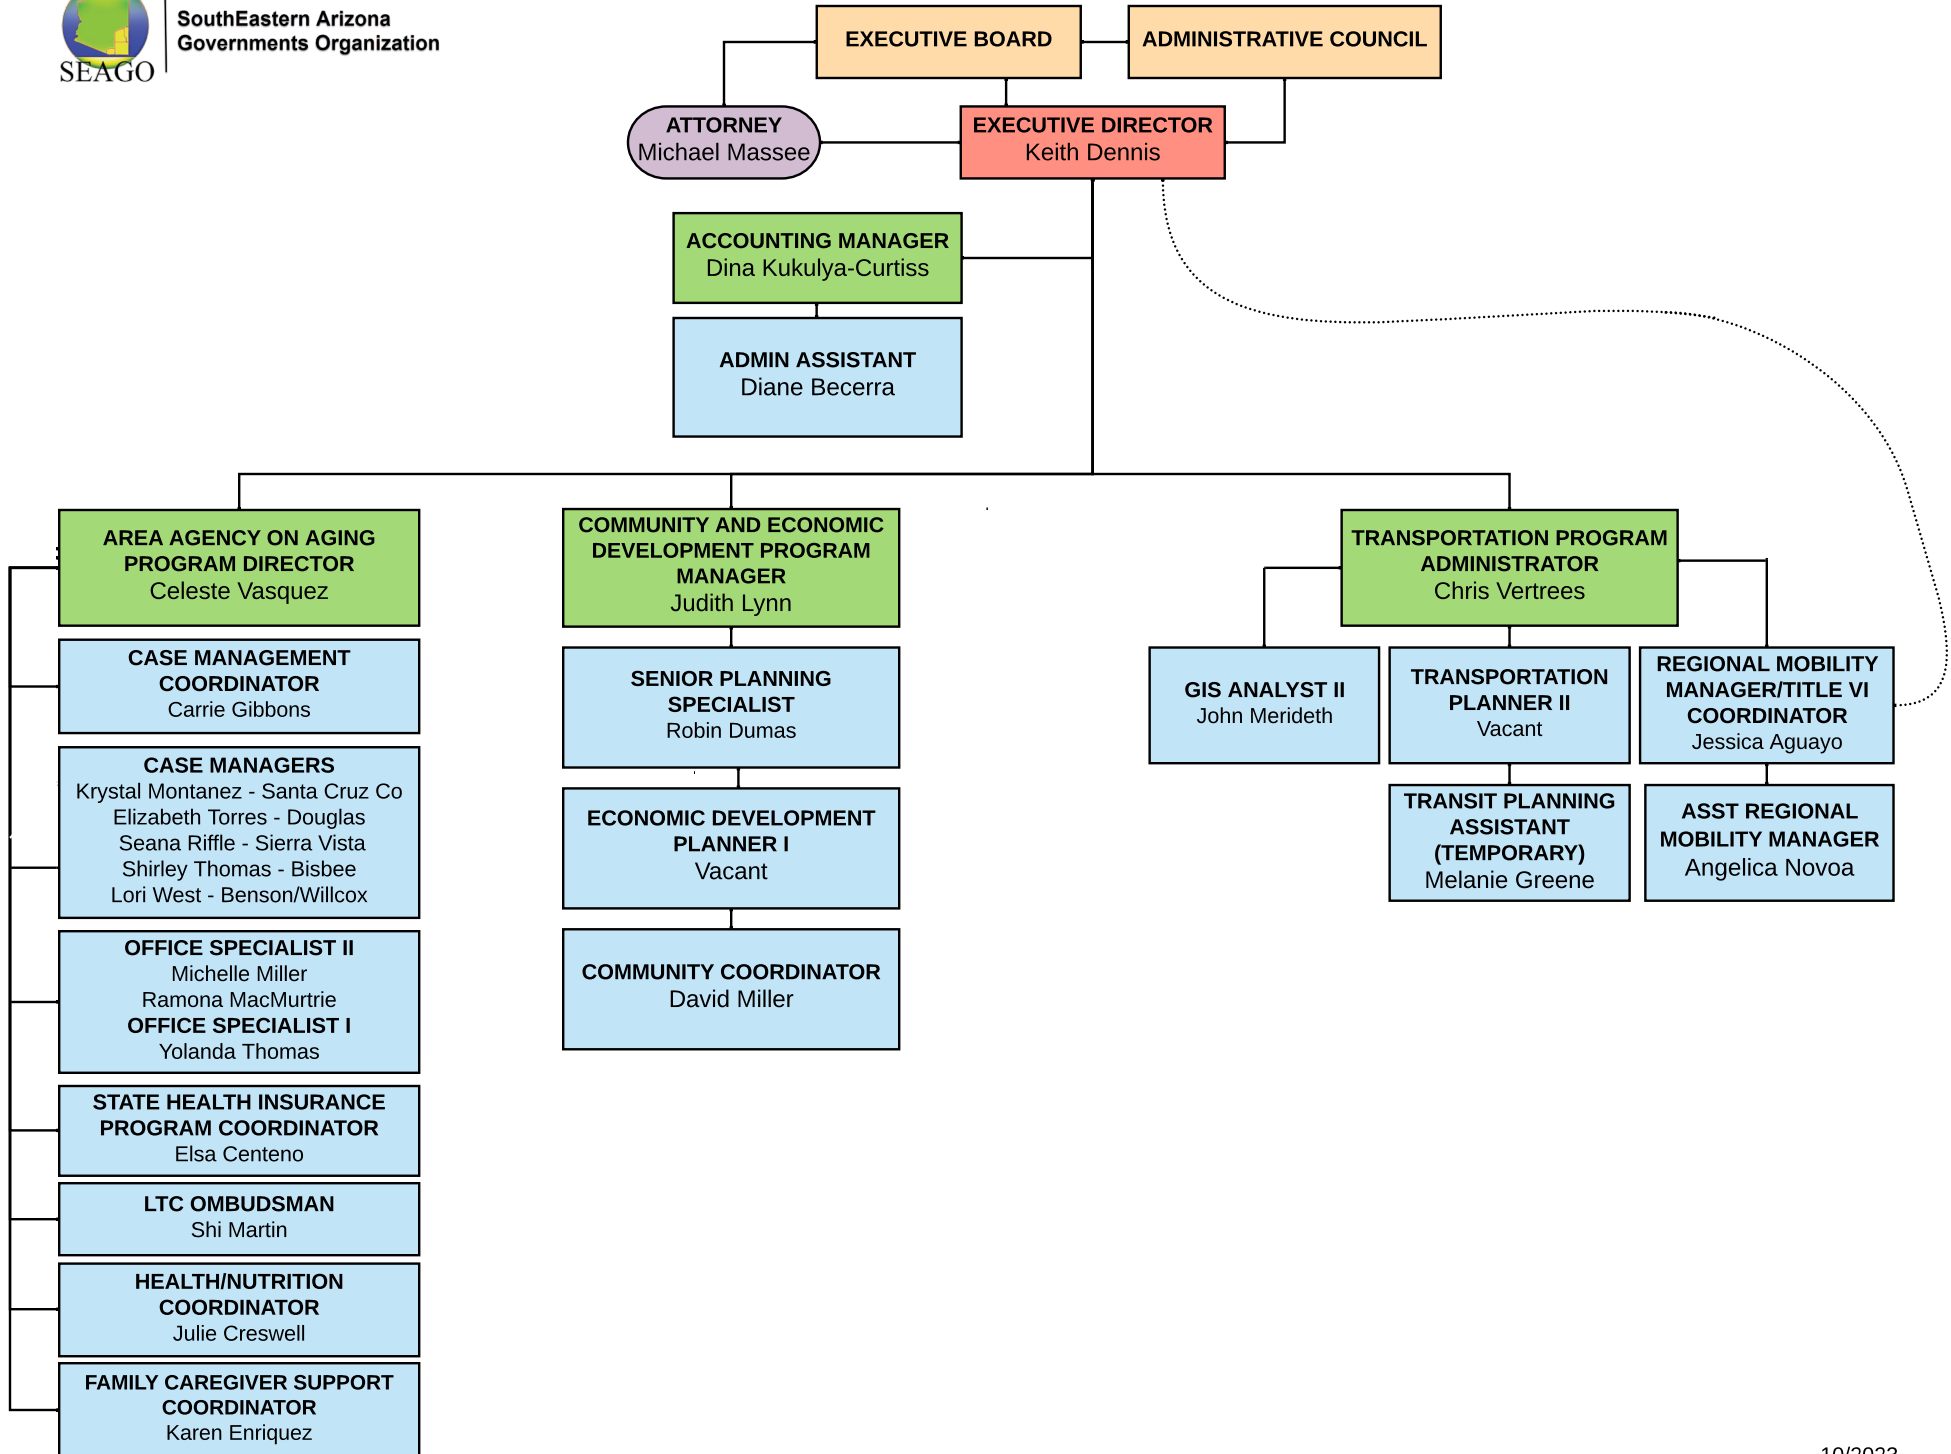 SouthEastern Arizona
Governments Organization
SEAGO
EXECUTIVE BOARD
ADMINISTRATIVE COUNCIL
ATTORNEY
Michael Massee
EXECUTIVE DIRECTOR
Keith Dennis
ACCOUNTING MANAGER
Dina Kukulya-Curtiss
ADMIN ASSISTANT
Diane Becerra
AREA AGENCY ON AGING
PROGRAM DIRECTOR
Celeste Vasquez
CASE MANAGEMENT
COORDINATOR
Carrie Gibbons
CASE MANAGERS
Krystal Montanez - Santa Cruz Co
Elizabeth Torres - Douglas
Seana Riffle - Sierra Vista
Shirley Thomas - Bisbee
Lori West - Benson/Willcox
OFFICE SPECIALIST II
Michelle Miller
Ramona MacMurtrie
OFFICE SPECIALIST I
Yolanda Thomas
STATE HEALTH INSURANCE
PROGRAM COORDINATOR
Elsa Centeno
LTC OMBUDSMAN
Shi Martin
HEALTH/NUTRITION
COORDINATOR
Julie Creswell
FAMILY CAREGIVER SUPPORT
COORDINATOR
Karen Enriquez
COMMUNITY AND ECONOMIC
DEVELOPMENT PROGRAM
MANAGER
Judith Lynn
SENIOR PLANNING
SPECIALIST
Robin Dumas
ECONOMIC DEVELOPMENT
PLANNER I
Vacant
COMMUNITY COORDINATOR
David Miller
TRANSPORTATION PROGRAM
ADMINISTRATOR
Chris Vertrees
GIS ANALYST II
John Merideth
TRANSPORTATION
PLANNER II
Vacant
TRANSIT PLANNING
ASSISTANT
(TEMPORARY)
Melanie Greene
REGIONAL MOBILITY
MANAGER/TITLE VI
COORDINATOR
Jessica Aguayo
ASST REGIONAL
MOBILITY MANAGER
Angelica Novoa
10/2023